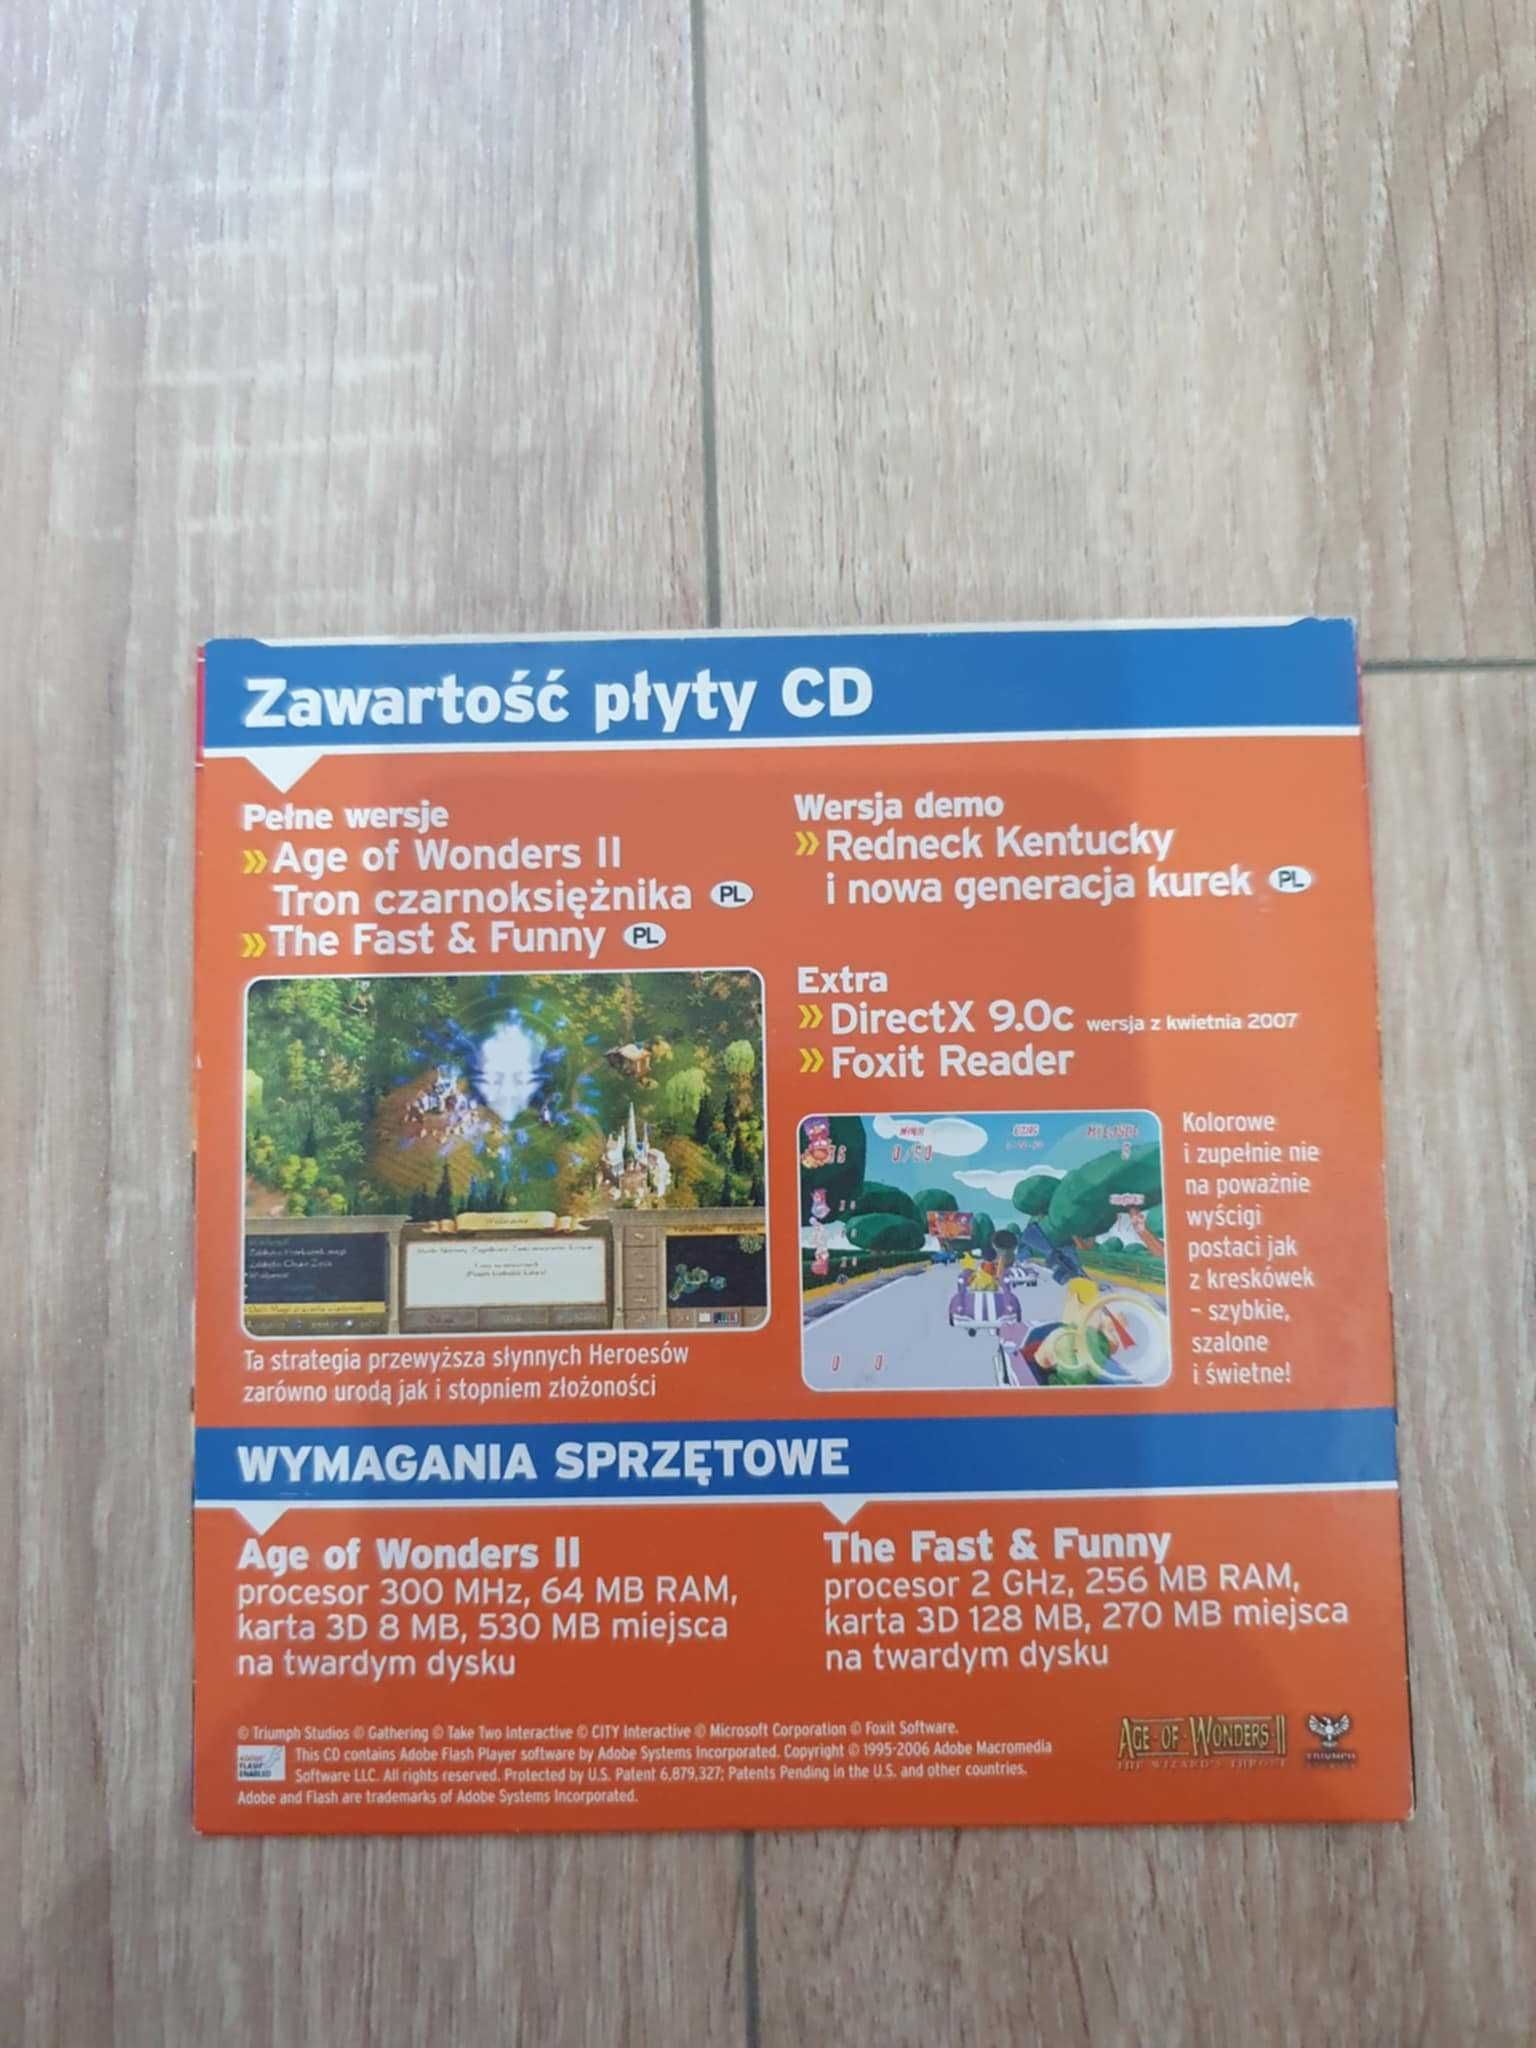 Zawartość płyty CD
Pełne wersje
» Age of Wonders II
Tron czarnoksiężnika PL
» The Fast & Funny PL
Wersja demo
» Redneck Kentucky
i nowa generacja kurek PL
Extra
» DirectX 9.0c wersja z kwietnia 2007
» Foxit Reader
Ta strategia przewyższa słynnych Heroesów
zarówno urodą jak i stopniem złożoności
0/50
0 0
Kolorowe
i zupełnie nie
na poważnie
wyścigi
postaci jak
z kreskówek
– szybkie,
szalone
i świetne!
WYMAGANIA SPRZĘTOWE
Age of Wonders II
procesor 300 MHz, 64 MB RAM,
karta 3D 8 MB, 530 MB miejsca
na twardym dysku
The Fast & Funny
procesor 2 GHz, 256 MB RAM,
karta 3D 128 MB, 270 MB miejsca
na twardym dysku
© Triumph Studios © Gathering © Take Two Interactive © CITY Interactive © Microsoft Corporation © Foxit Software.
ADOBE FLASH ENABLED
This CD contains Adobe Flash Player software by Adobe Systems Incorporated. Copyright © 1995-2006 Adobe Macromedia
Software LLC. All rights reserved. Protected by U.S. Patent 6,879,327; Patents Pending in the U.S. and other countries.
Adobe and Flash are trademarks of Adobe Systems Incorporated.
AGE OF WONDERS II
THE WIZARD'S THRONE
TRIUMPH